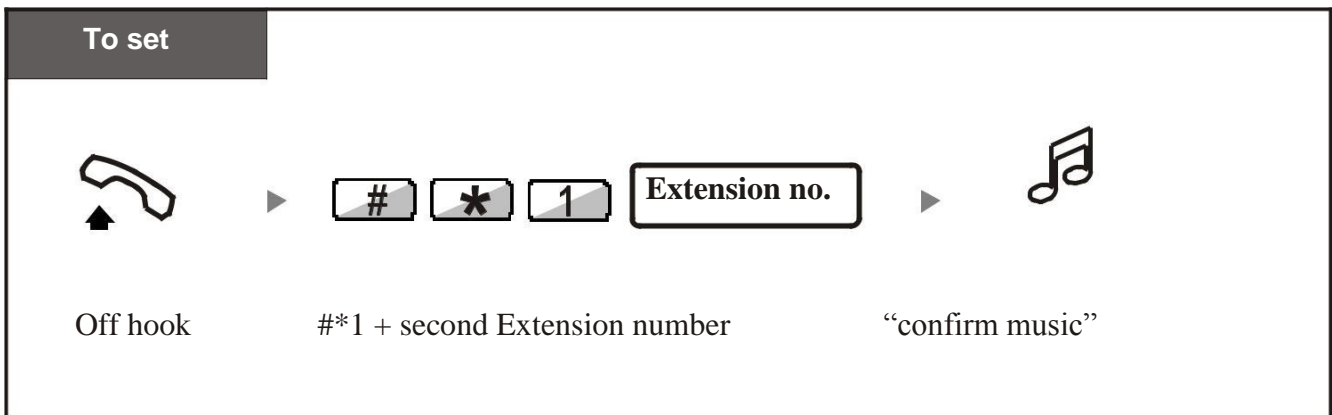 To set
# * 1 Extension no.
Off hook #*1 + second Extension number “confirm music”